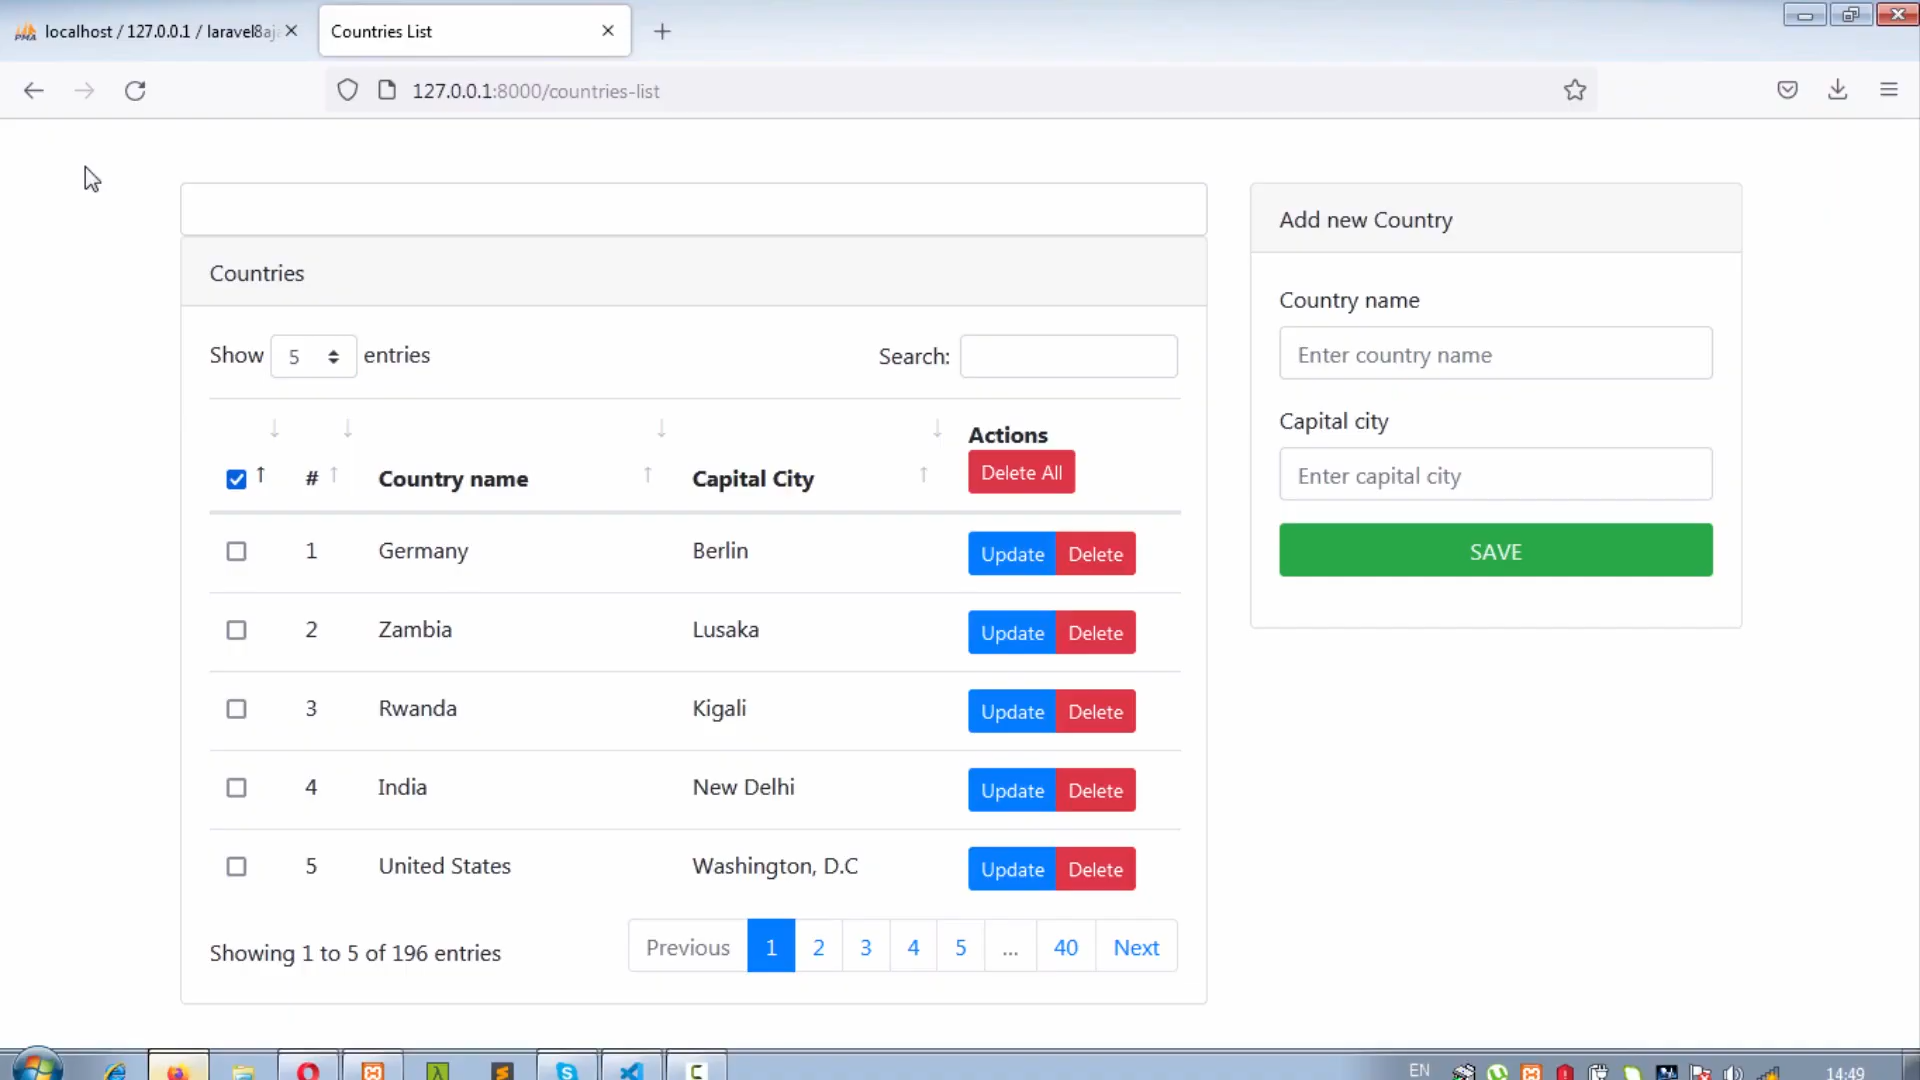 localhost / 127.0.0.1 / laravel8aj
Countries List
127.0.0.1:8000/countries-list
Countries
Show 5 entries
Search:
# Country name Capital City Actions
Delete All
1 Germany Berlin Update Delete
2 Zambia Lusaka Update Delete
3 Rwanda Kigali Update Delete
4 India New Delhi Update Delete
5 United States Washington, D.C Update Delete
Showing 1 to 5 of 196 entries
Previous 1 2 3 4 5 ... 40 Next
Add new Country
Country name
Enter country name
Capital city
Enter capital city
SAVE
EN
14:49